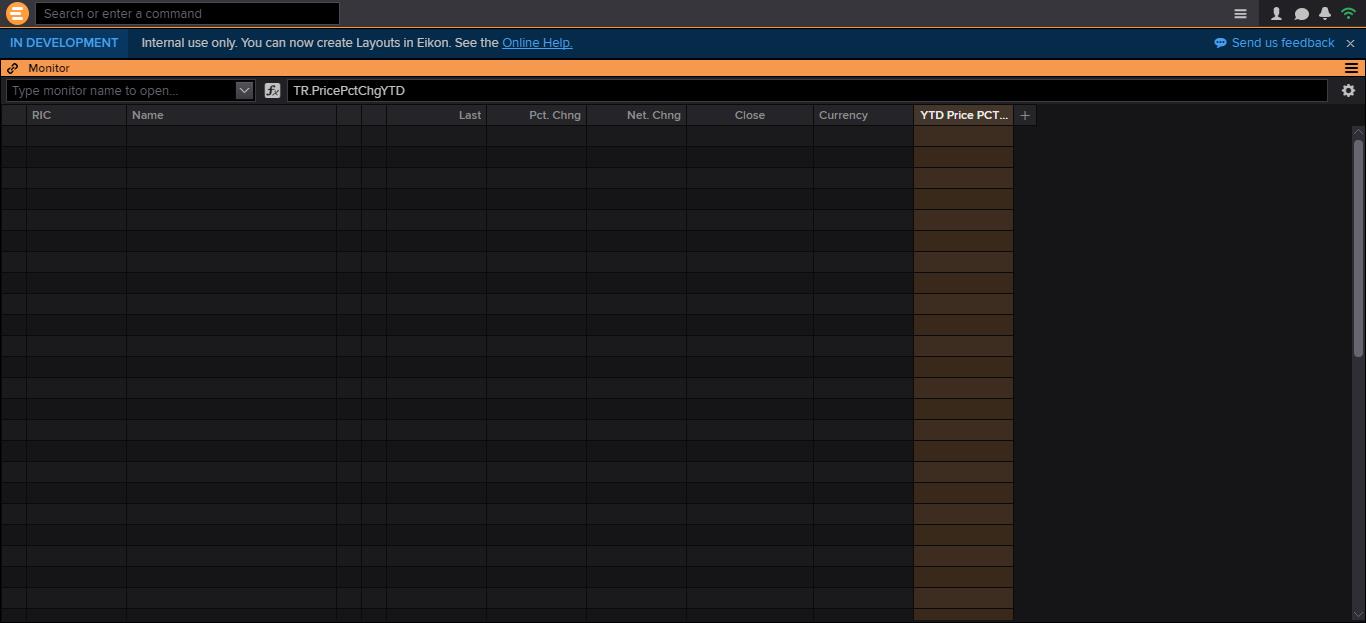 Search or enter a command
IN DEVELOPMENT Internal use only. You can now create Layouts in Eikon. See the Online Help. Send us feedback
Monitor
Type monitor name to open... fx TR.PricePctChgYTD
RIC Name Last Pct. Chng Net. Chng Close Currency YTD Price PCT... +